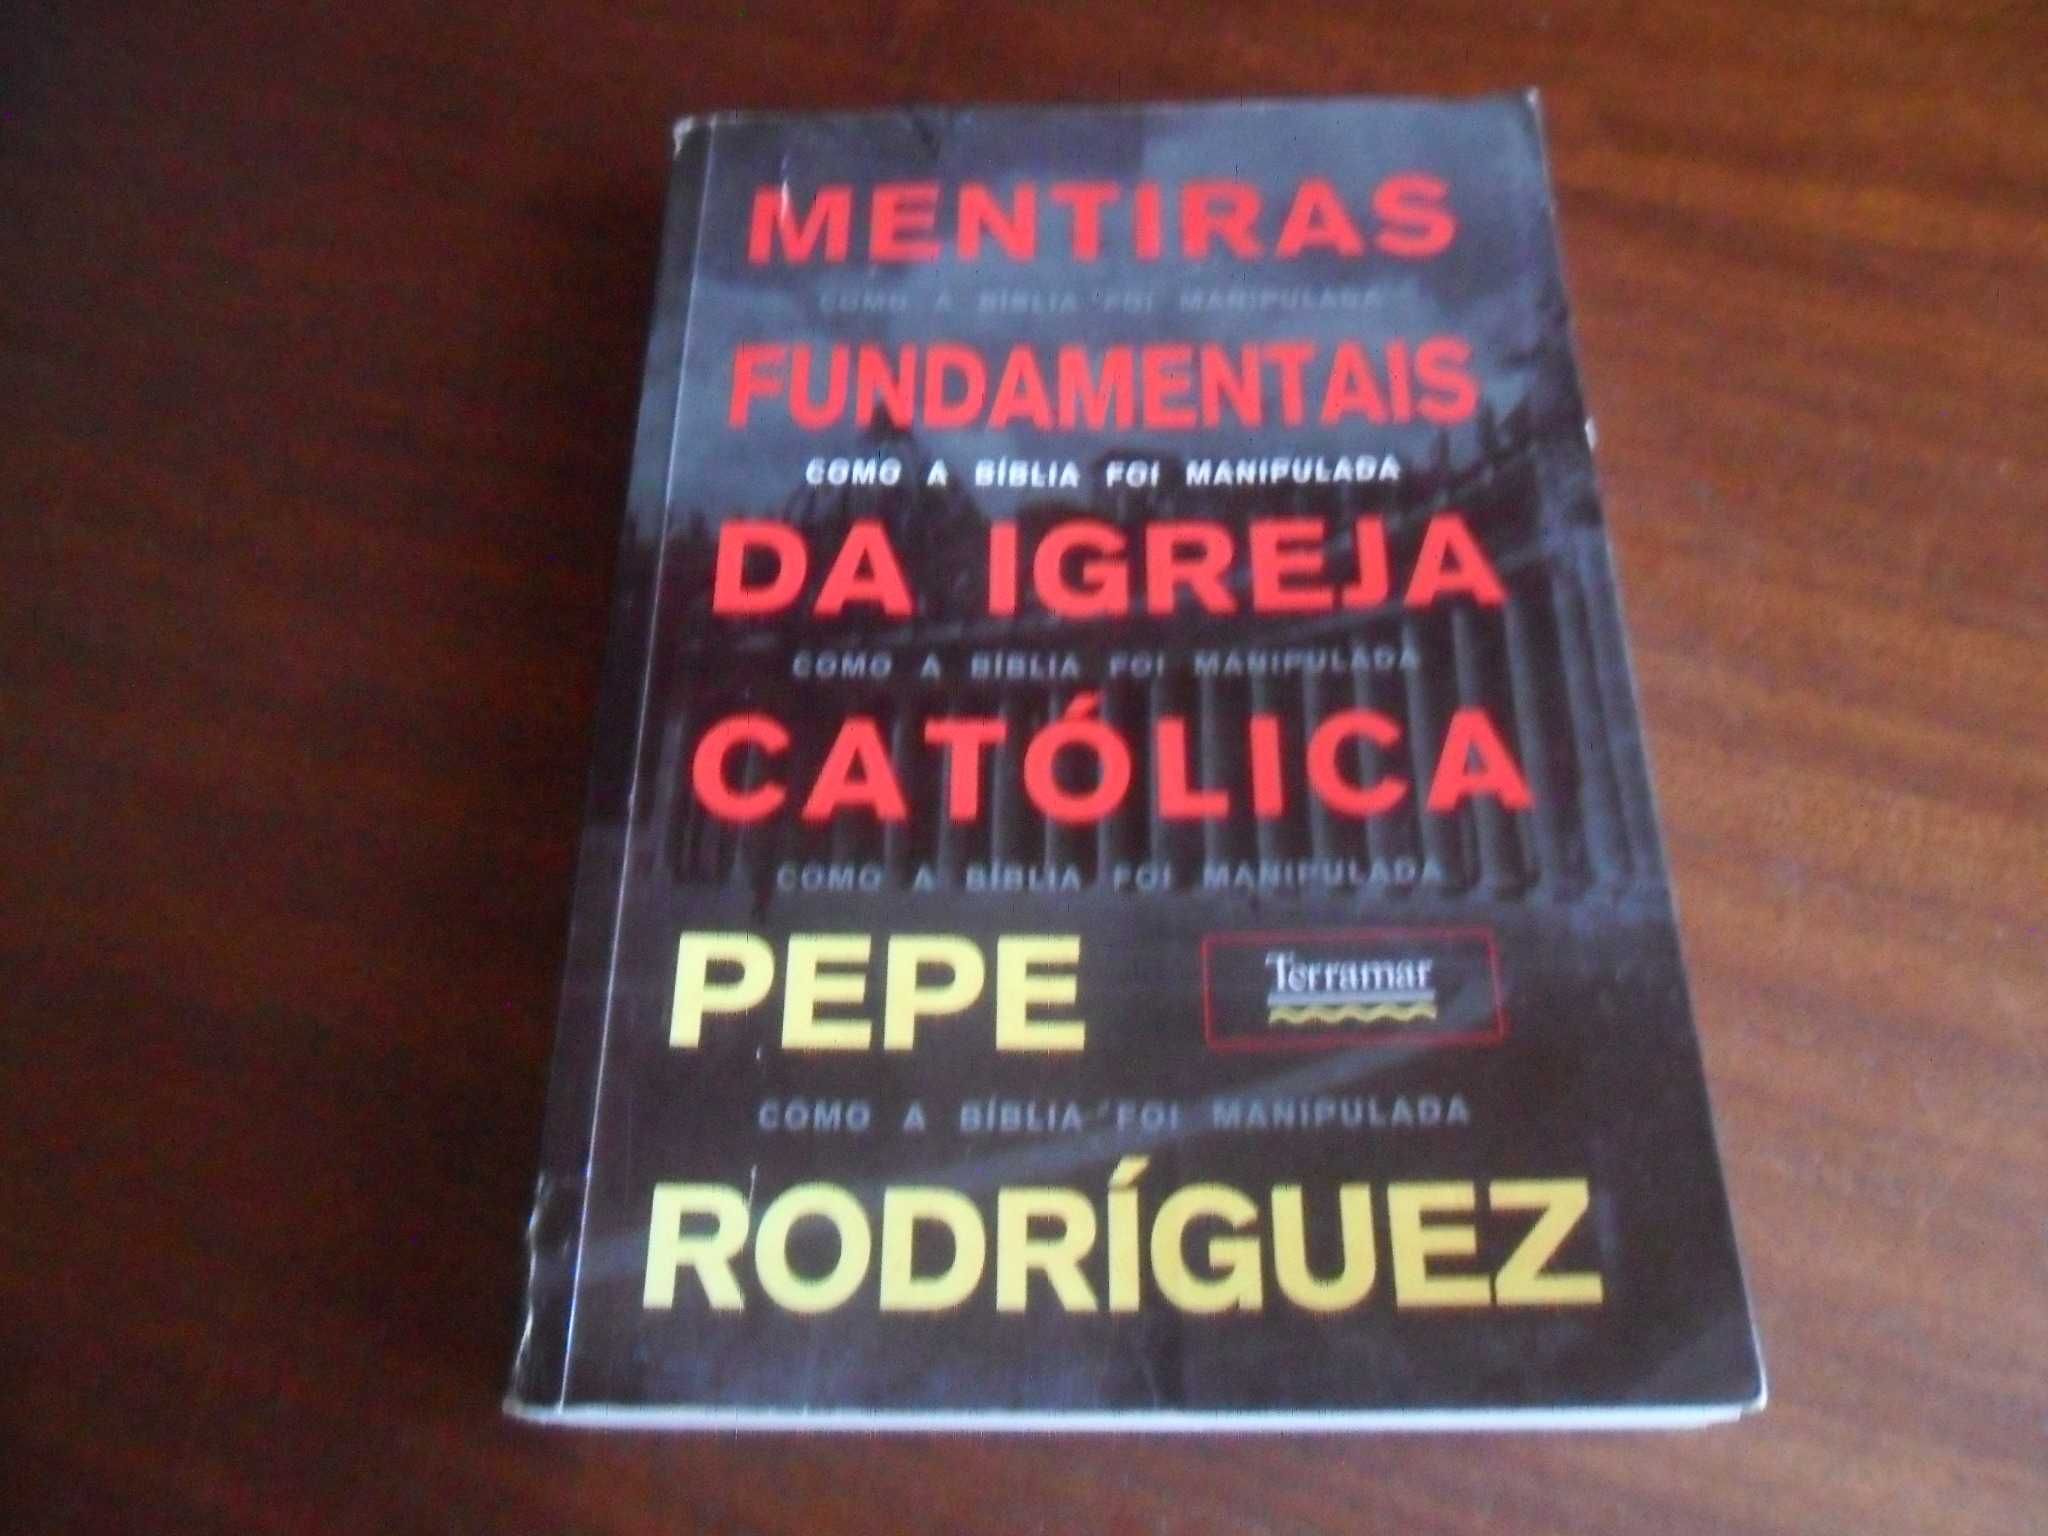 MENTIRAS
COMO A BÍBLIA FOI MANIPULADA
FUNDAMENTAIS
COMO A BÍBLIA FOI MANIPULADA
DA IGREJA
COMO A BÍBLIA FOI MANIPULADA
CATÓLICA
COMO A BÍBLIA FOI MANIPULADA
PEPE
Terramar
COMO A BÍBLIA FOI MANIPULADA
RODRÍGUEZ